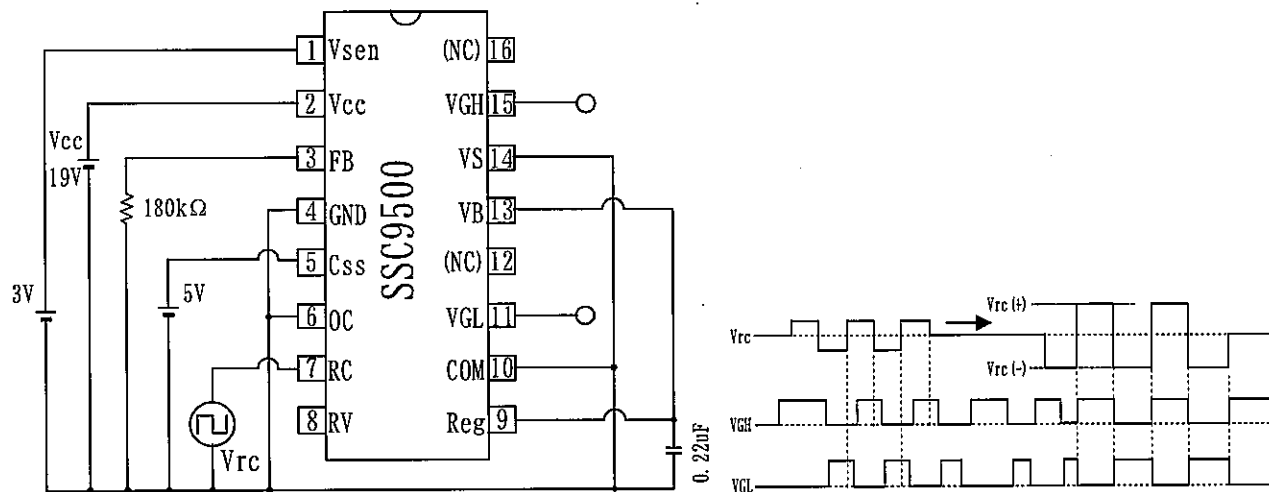 1 Vsen
2 Vcc
3 FB
4 GND
5 Css
6 OC
7 RC
8 RV
SSC9500
(NC) 16
VGH 15
VS 14
VB 13
(NC) 12
VGL 11
COM 10
Reg 9
Vcc
19V
180kΩ
3V
5V
Vrc
0.22uF
Vrc
Vrc(+)
Vrc(-)
VGH
VGL